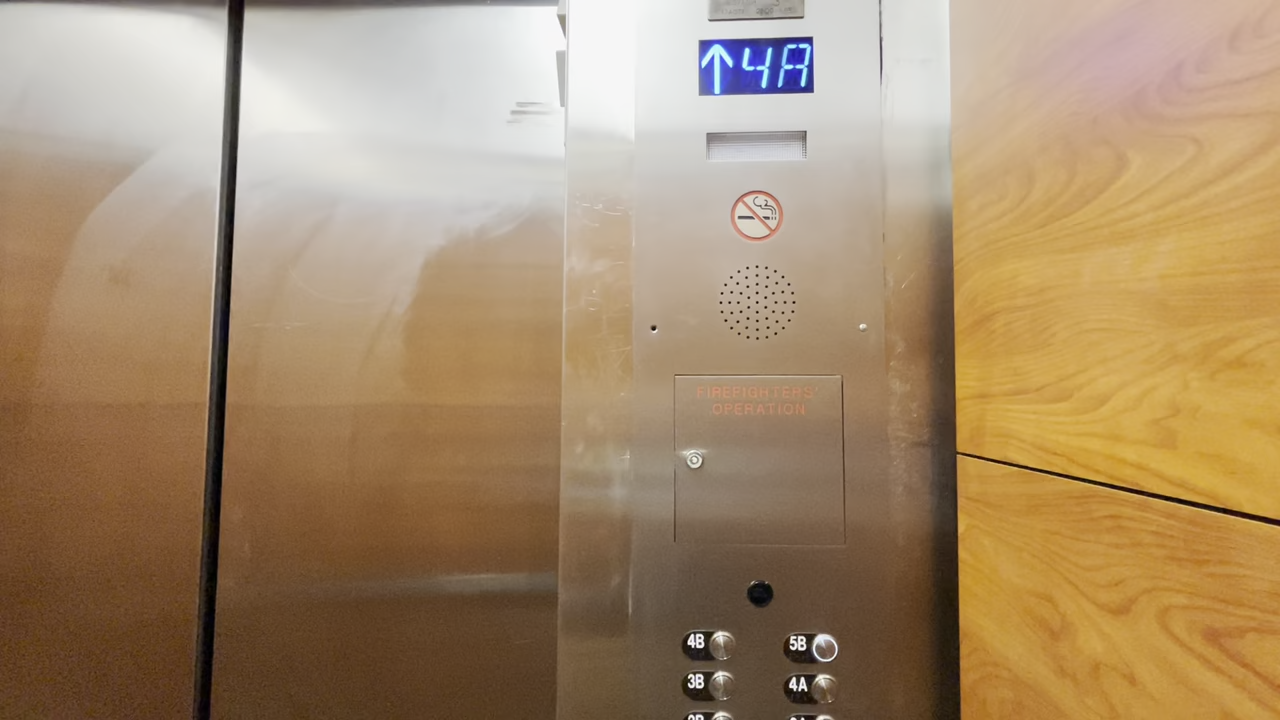 ↑4A
FIREFIGHTERS'
OPERATION
4B
5B
3B
4A